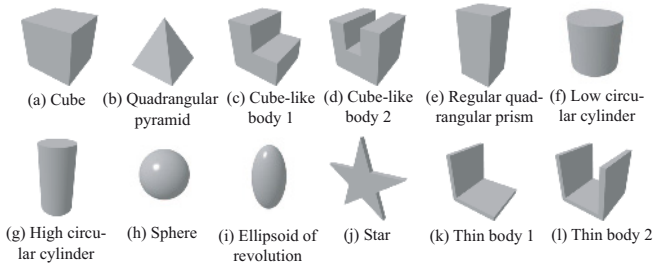 (a) Cube
(b) Quadrangular
pyramid
(c) Cube-like
body 1
(d) Cube-like
body 2
(e) Regular quad-
rangular prism
(f) Low circu-
lar cylinder
(g) High circu-
lar cylinder
(h) Sphere
(i) Ellipsoid of
revolution
(j) Star
(k) Thin body 1
(l) Thin body 2